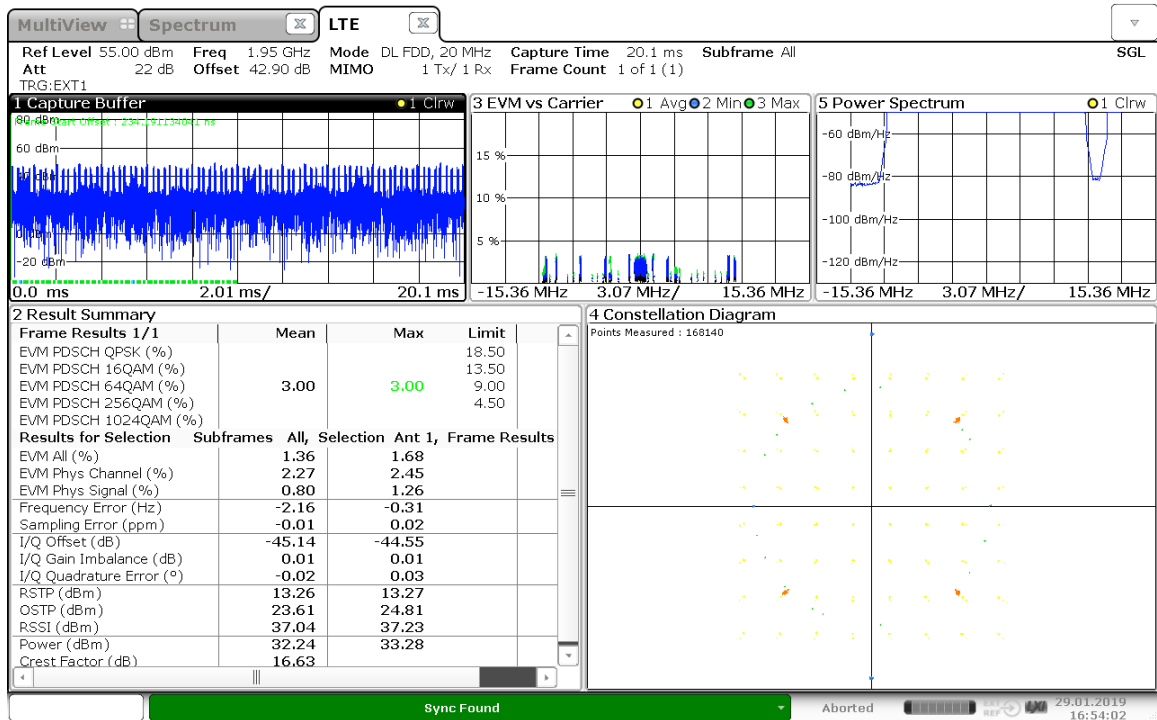 MultiView Spectrum LTE
Ref Level 55.00 dBm Freq 1.95 GHz Mode DL FDD, 20 MHz Capture Time 20.1 ms Subframe All SGL
Att 22 dB Offset 42.90 dB MIMO 1 Tx/ 1 Rx Frame Count 1 of 1 (1)
TRG:EXT1
1 Capture Buffer 1 Clrw
80 dBm
Frame Start Offset : 234.191134041 ms
60 dBm
-20 dBm
0.0 ms 2.01 ms/ 20.1 ms
3 EVM vs Carrier 1 Avg 2 Min 3 Max
15 %
10 %
5 %
-15.36 MHz 3.07 MHz/ 15.36 MHz
5 Power Spectrum 1 Clrw
-60 dBm/Hz
-80 dBm/Hz
-100 dBm/Hz
-120 dBm/Hz
-15.36 MHz 3.07 MHz/ 15.36 MHz
2 Result Summary
Frame Results 1/1 Mean Max Limit
EVM PDSCH QPSK (%) 18.50
EVM PDSCH 16QAM (%) 13.50
EVM PDSCH 64QAM (%) 3.00 3.00 9.00
EVM PDSCH 256QAM (%) 4.50
EVM PDSCH 1024QAM (%)
Results for Selection Subframes All, Selection Ant 1, Frame Results
EVM All (%) 1.36 1.68
EVM Phys Channel (%) 2.27 2.45
EVM Phys Signal (%) 0.80 1.26
Frequency Error (Hz) -2.16 -0.31
Sampling Error (ppm) -0.01 0.02
I/Q Offset (dB) -45.14 -44.55
I/Q Gain Imbalance (dB) 0.01 0.01
I/Q Quadrature Error (°) -0.02 0.03
RSTP (dBm) 13.26 13.27
OSTP (dBm) 23.61 24.81
RSSI (dBm) 37.04 37.23
Power (dBm) 32.24 33.28
Crest Factor (dB) 16.63
4 Constellation Diagram
Points Measured : 168140
Sync Found
Aborted
EXT
REF
LXI
29.01.2019
16:54:02